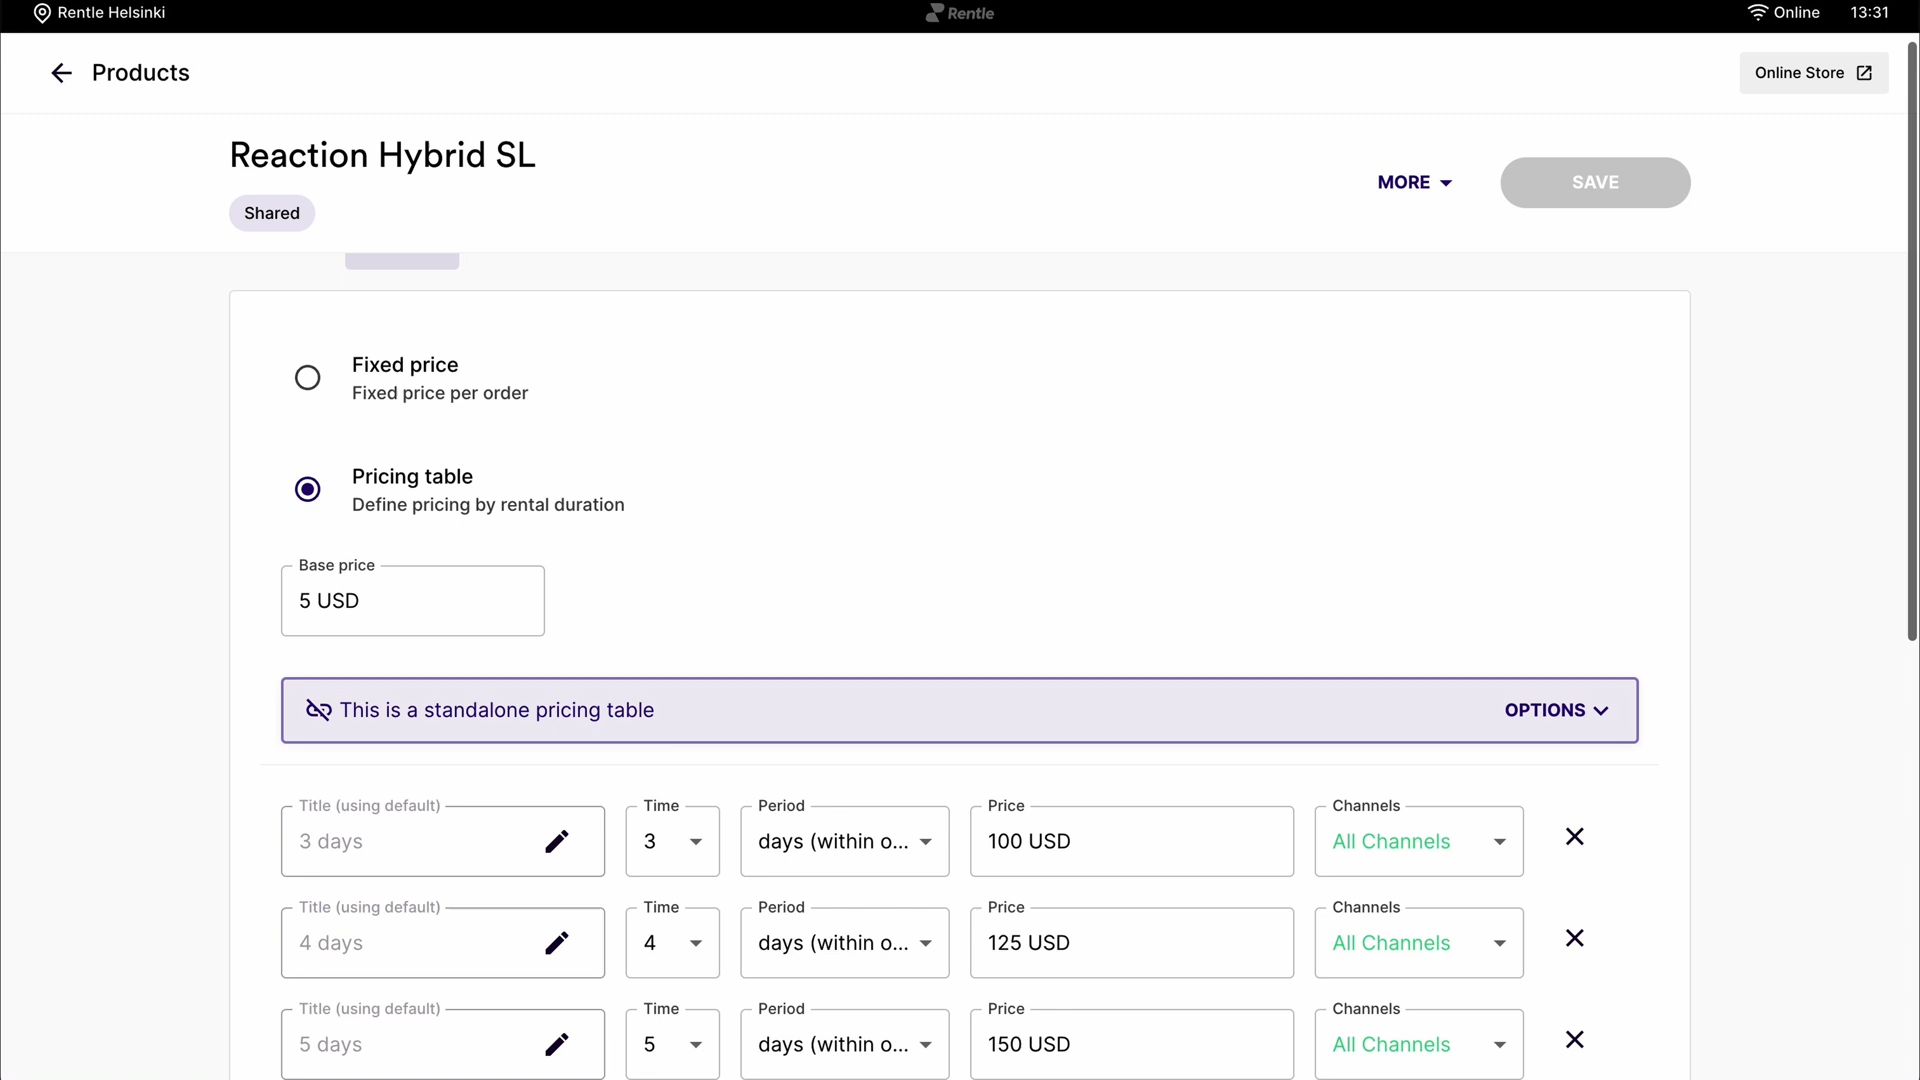 Rentle Helsinki
Rentle
Online
13:31
Products
Online Store
Reaction Hybrid SL
Shared
MORE
SAVE
Fixed price
Fixed price per order
Pricing table
Define pricing by rental duration
Base price
5 USD
This is a standalone pricing table
OPTIONS
Title (using default)
Time
Period
Price
Channels
3 days
3
days (within o...
100 USD
All Channels
Title (using default)
Time
Period
Price
Channels
4 days
4
days (within o...
125 USD
All Channels
Title (using default)
Time
Period
Price
Channels
5 days
5
days (within o...
150 USD
All Channels